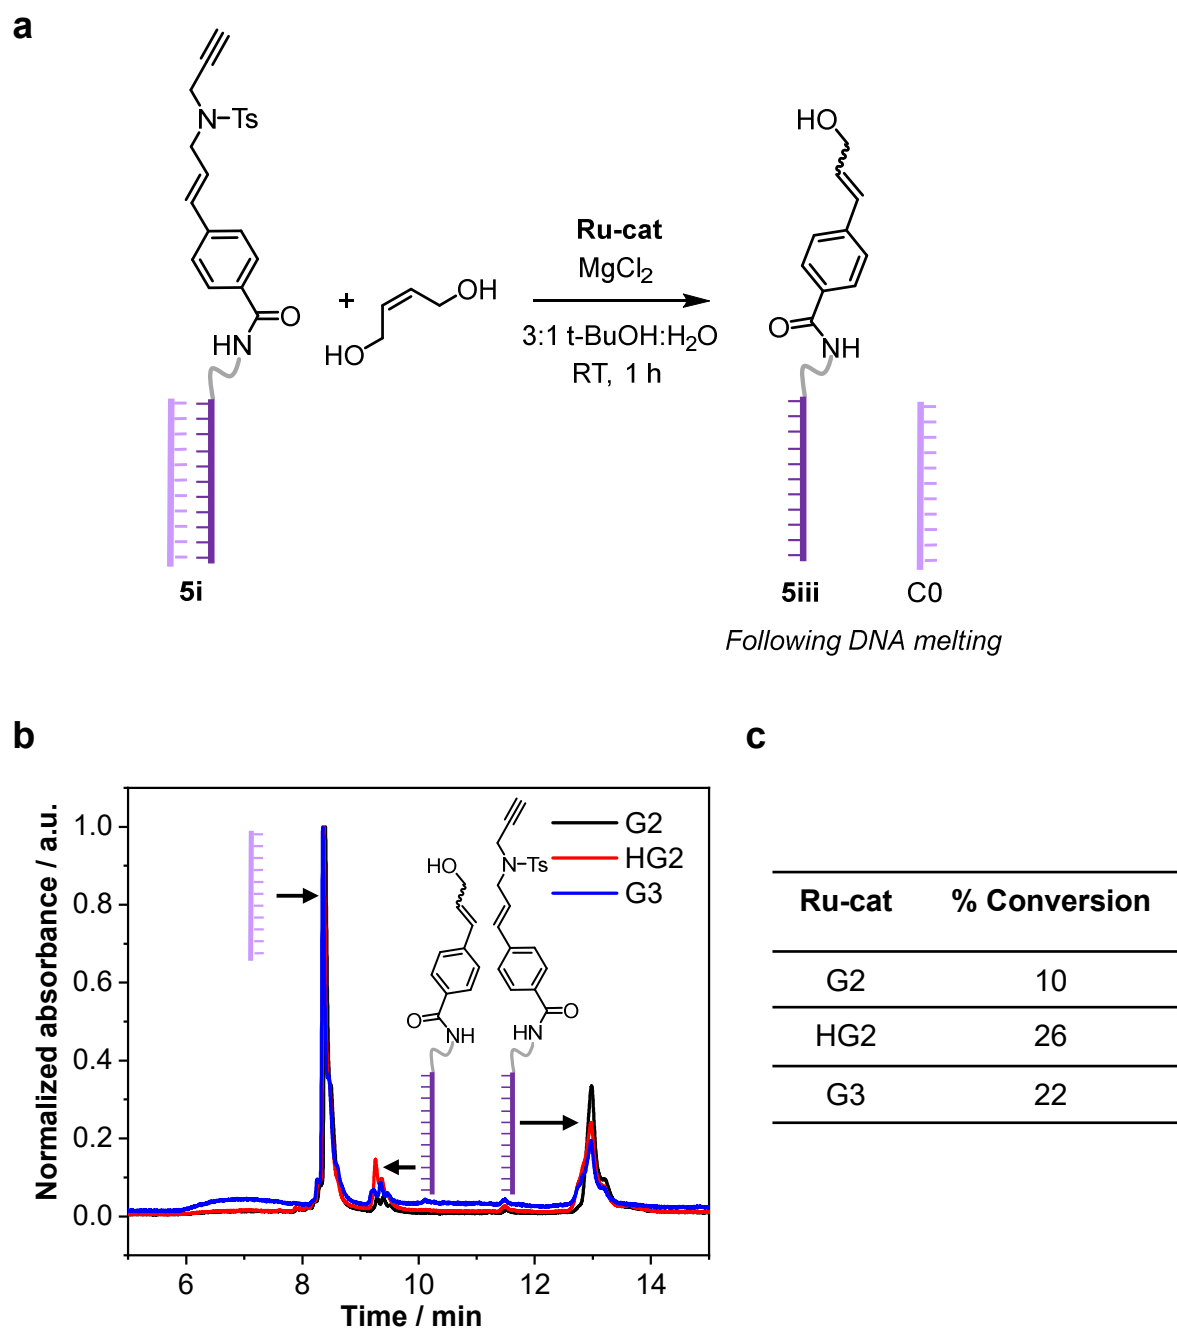 a
N–Ts
O
HN
5i
+
OH
HO
Ru-cat
MgCl2
3:1 t-BuOH:H2O
RT, 1 h
HO
O
NH
5iii
C0
Following DNA melting
b
Normalized absorbance / a.u.
1.0
0.8
0.6
0.4
0.2
0.0
6 8 10 12 14
Time / min
G2
HG2
G3
HO
O
NH
N–Ts
O
HN
c
Ru-cat % Conversion
G2 10
HG2 26
G3 22